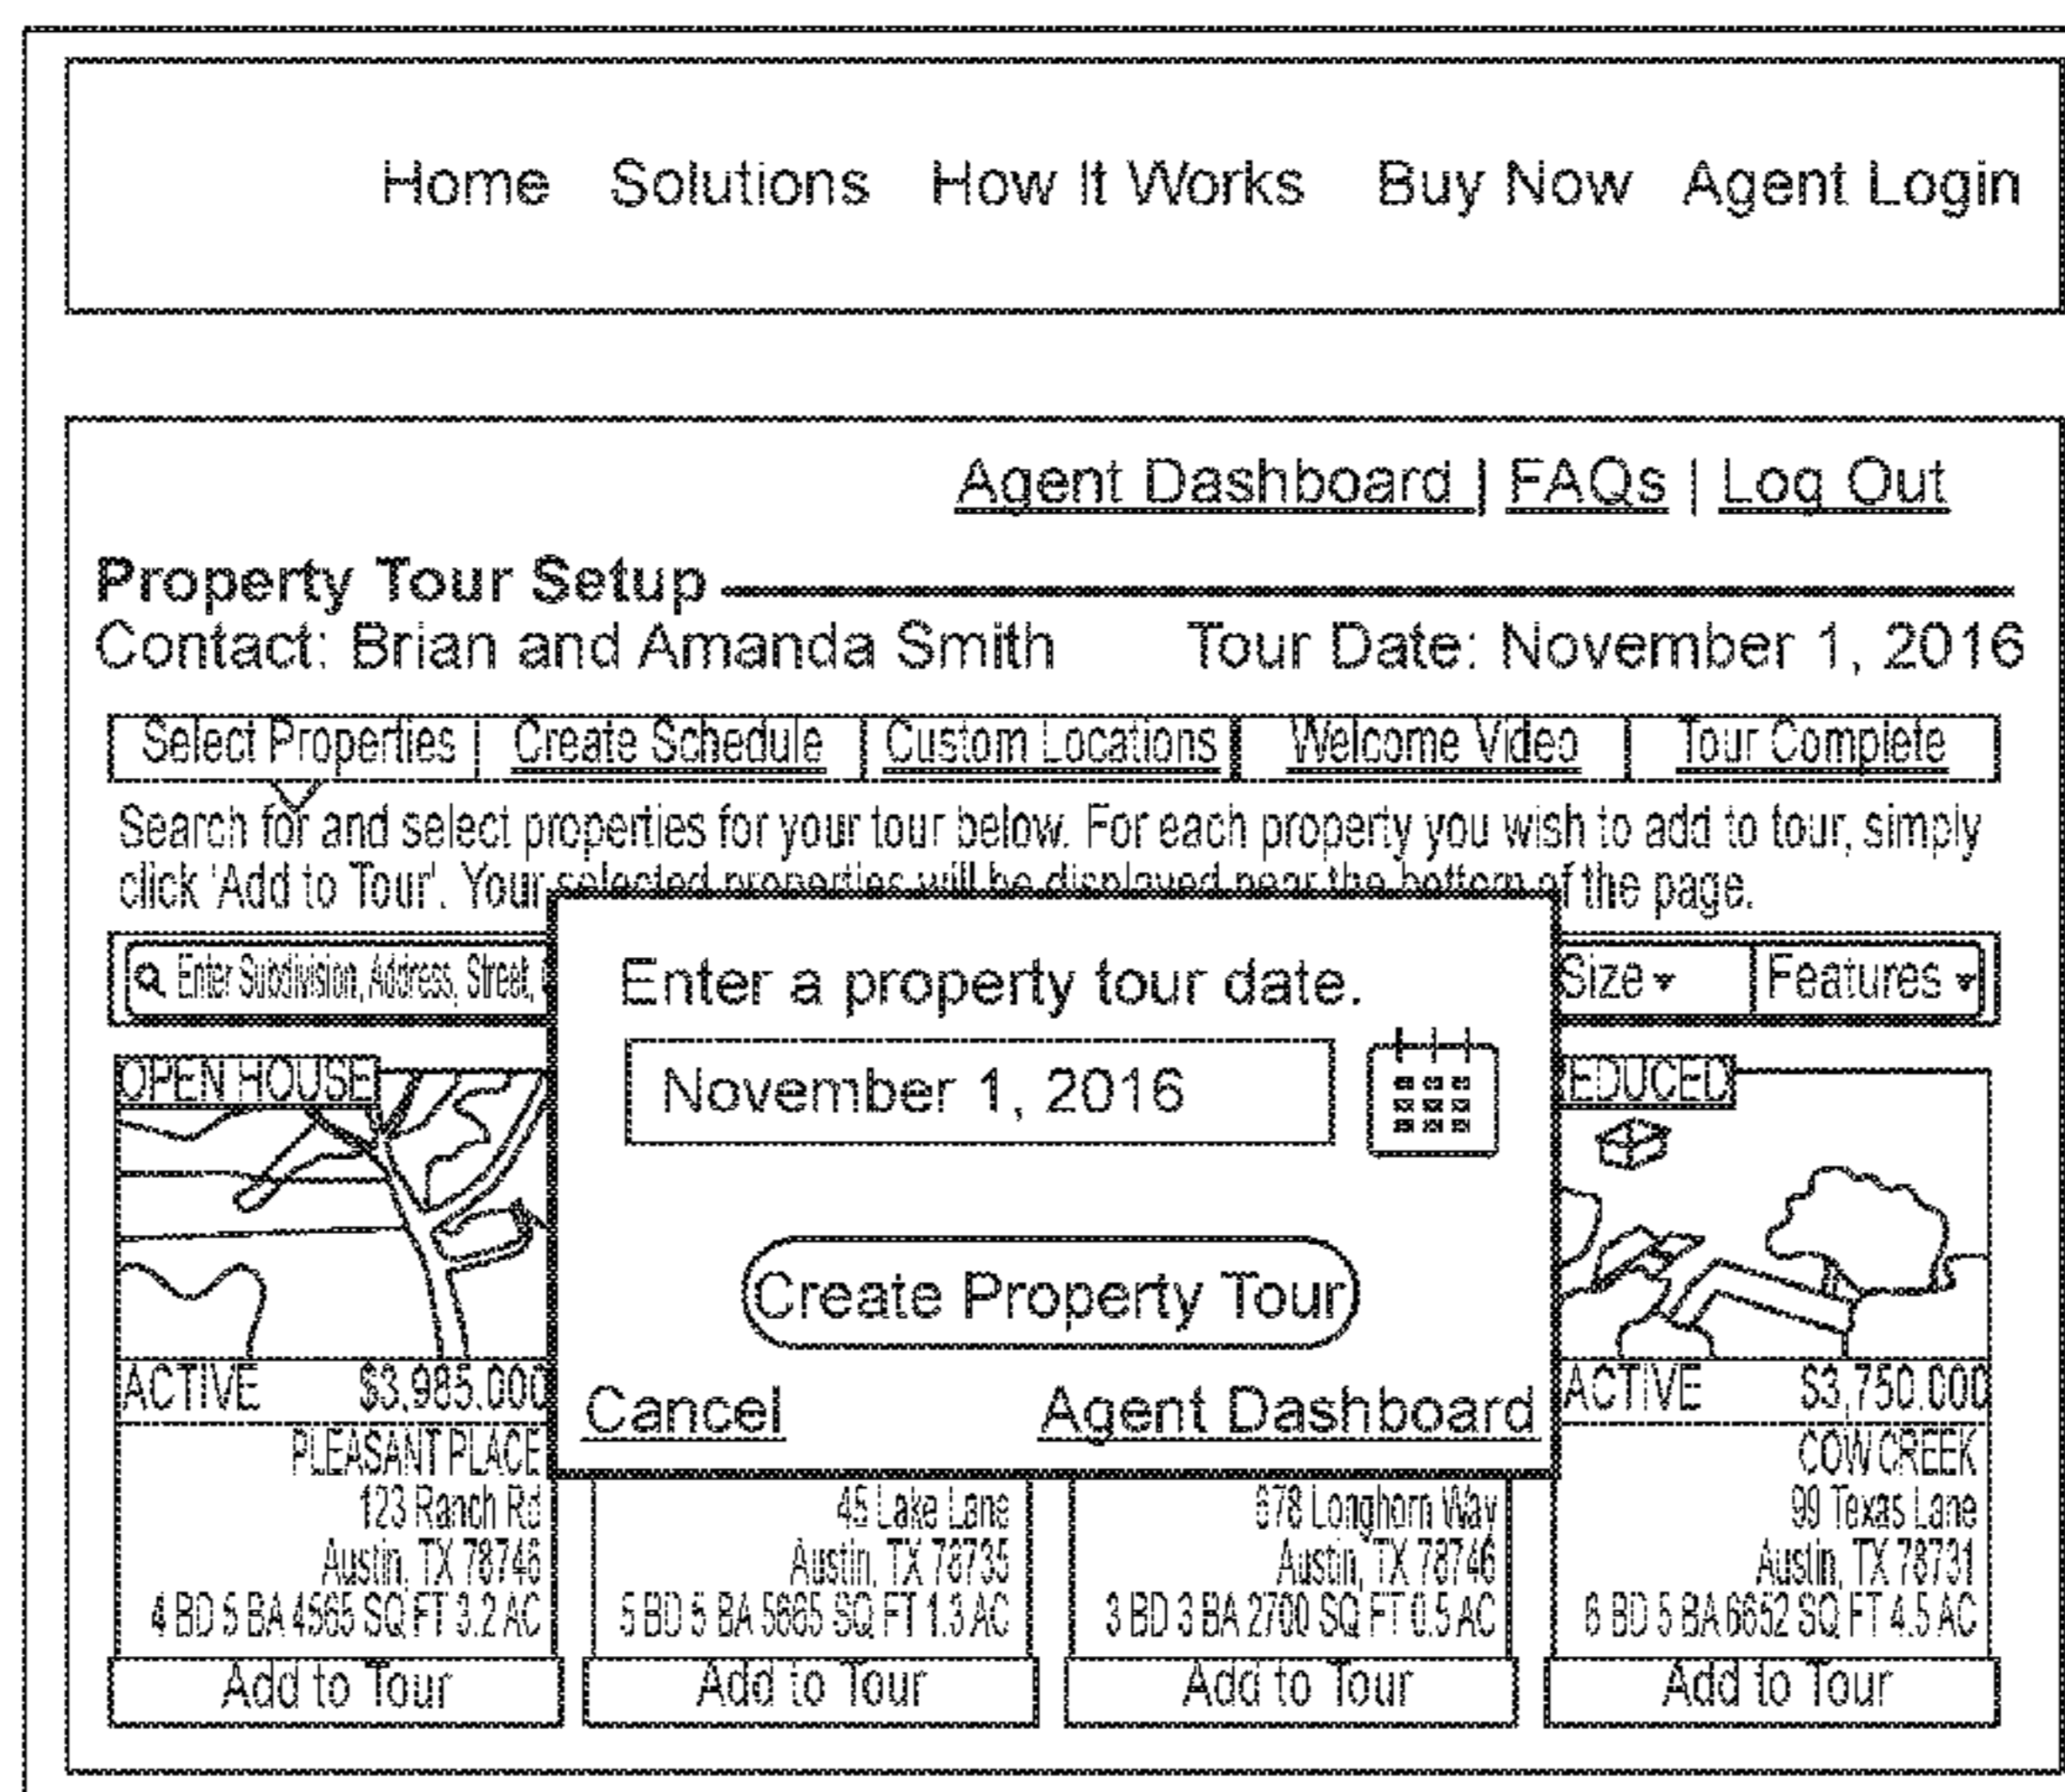 Home Solutions How It Works Buy Now Agent Login
Agent Dashboard | FAQs | Log Out
Property Tour Setup
Contact: Brian and Amanda Smith Tour Date: November 1, 2016
Select Properties | Create Schedule | Custom Locations | Welcome Video | Tour Complete
Search for and select properties for your tour below. For each property you wish to add to tour, simply
click 'Add to Tour'. Your selected properties will be displayed near the bottom of the page.
Enter Subdivision, Address, Street,
Size
Features
Enter a property tour date.
November 1, 2016
Create Property Tour
Cancel Agent Dashboard
OPEN HOUSE
ACTIVE $3,985,000
PLEASANT PLACE
123 Ranch Rd
Austin, TX 78746
4 BD 5 BA 4565 SQ FT 3.2 AC
Add to Tour
45 Lake Lane
Austin, TX 78735
5 BD 5 BA 5665 SQ FT 1.3 AC
Add to Tour
678 Longhorn Way
Austin, TX 78746
3 BD 3 BA 2700 SQ FT 0.5 AC
Add to Tour
EDUCED
ACTIVE $3,750,000
COW CREEK
99 Texas Lane
Austin, TX 78731
6 BD 5 BA 6652 SQ FT 4.5 AC
Add to Tour